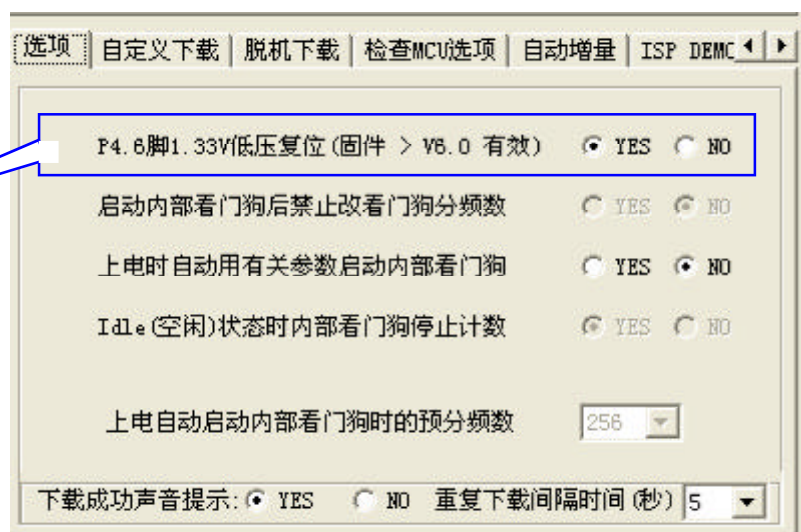 选项 自定义下载 脱机下载 检查MCU选项 自动增量 ISP DEMO
P4.6脚1.33V低压复位(固件 > V6.0 有效) YES NO
启动内部看门狗后禁止改看门狗分频数 YES NO
上电时自动用有关参数启动内部看门狗 YES NO
Idle(空闲)状态时内部看门狗停止计数 YES NO
上电自动启动内部看门狗时的预分频数 256
下载成功声音提示: YES NO 重复下载间隔时间(秒) 5